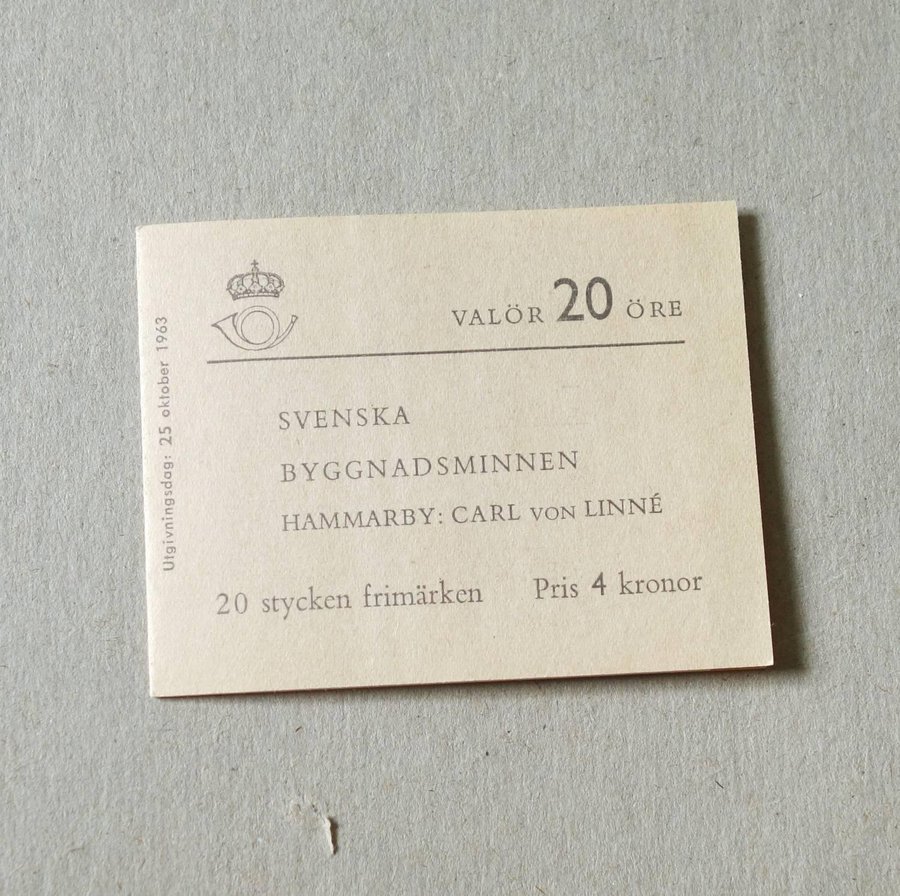 VALÖR 20 ÖRE
SVENSKA
BYGGNADSMINNEN
HAMMARBY: CARL VON LINNÉ
20 stycken frimärken Pris 4 kronor
Utgivningsdag: 25 oktober 1963